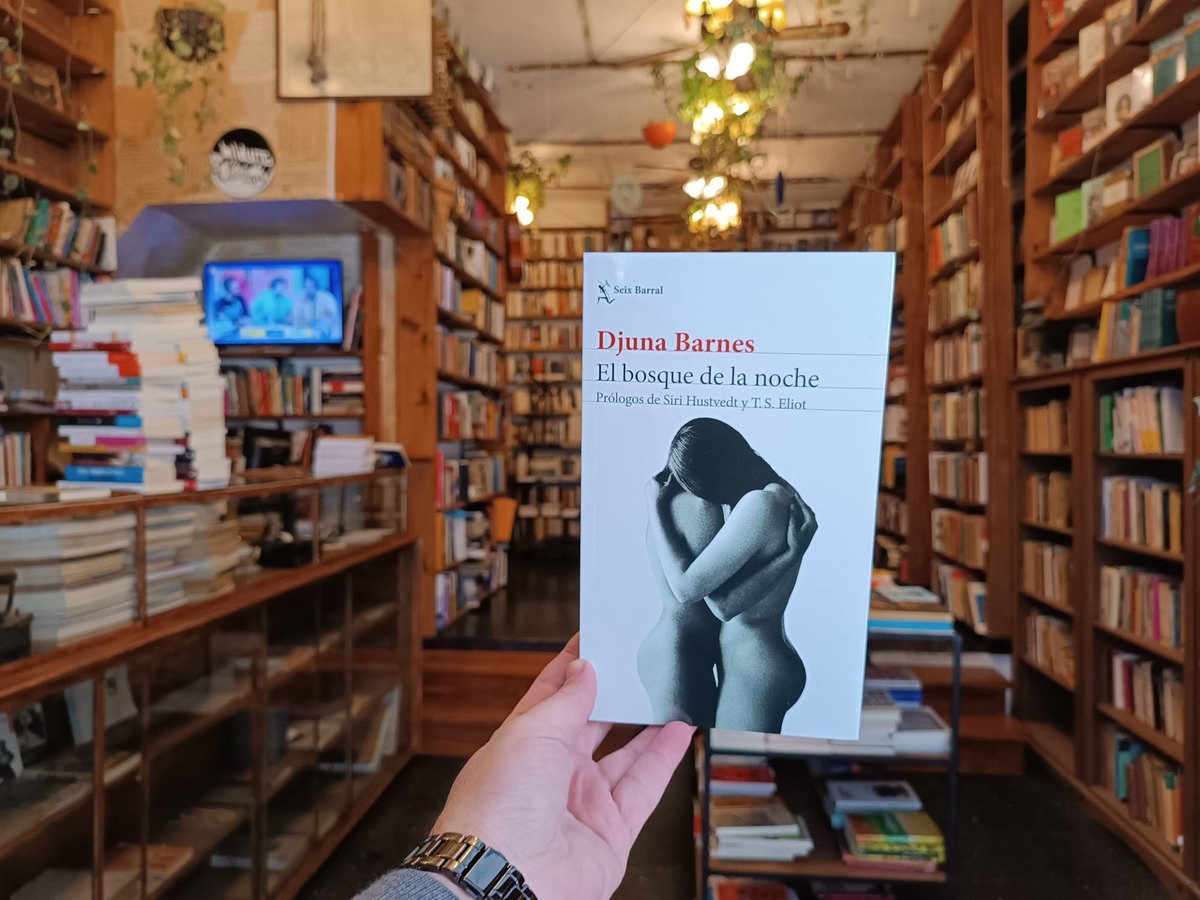 Seix Barral
Djuna Barnes
El bosque de la noche
Prólogos de Siri Hustvedt y T. S. Eliot